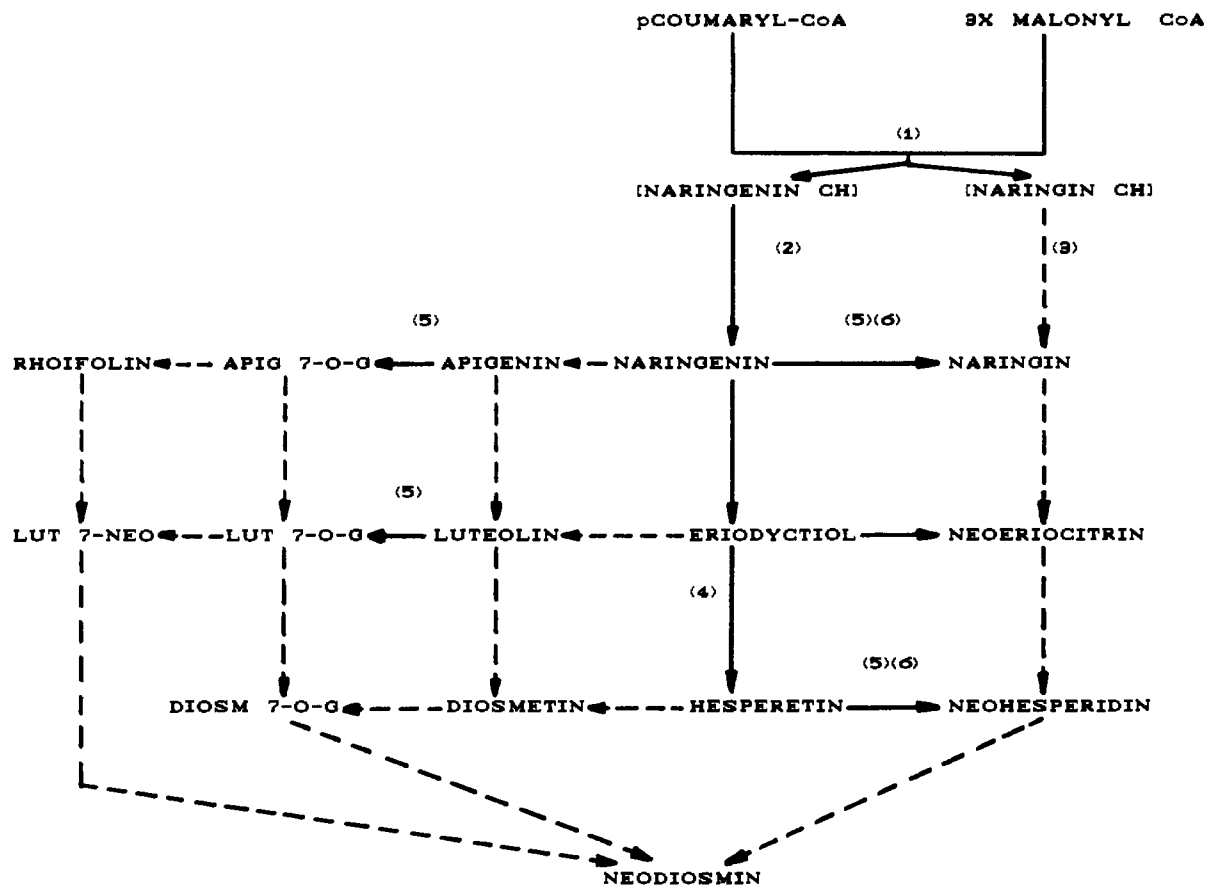 pCOUMARYL-CoA 3X MALONYL CoA
(1)
[NARINGENIN CH] [NARINGIN CH]
(2) (3)
(5) (5)(6)
RHOIFOLIN APIG 7-O-G APIGENIN NARINGENIN NARINGIN
(5)
LUT 7-NEO LUT 7-O-G LUTEOLIN ERIODYCTIOL NEOERIOCITRIN
(4)
(5)(6)
DIOSM 7-O-G DIOSMETIN HESPERETIN NEOHESPERIDIN
NEODIOSMIN